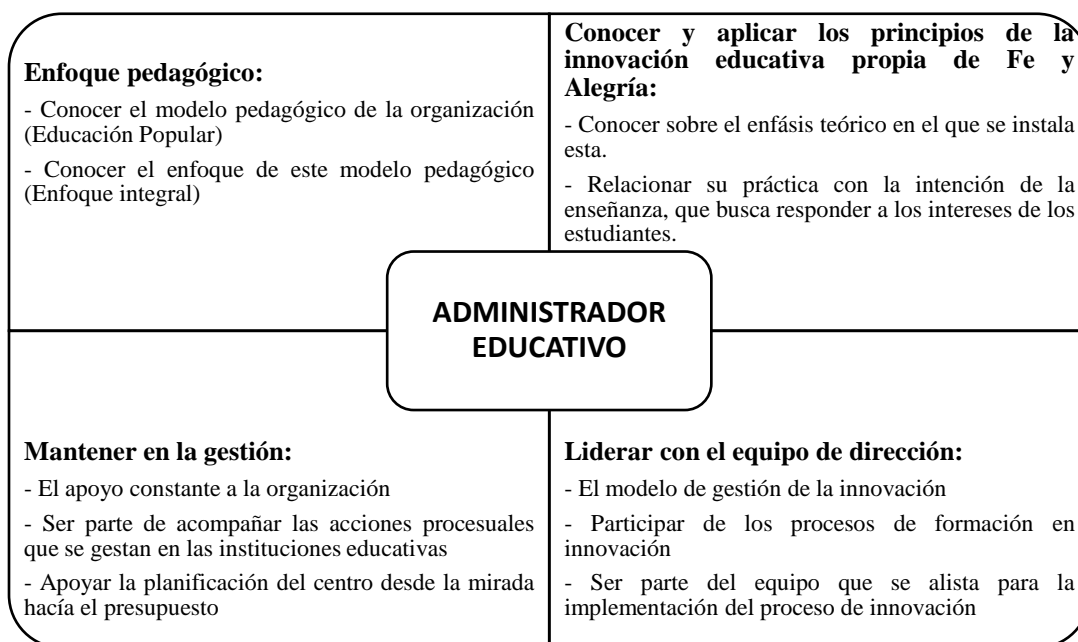 Enfoque pedagógico:
- Conocer el modelo pedagógico de la organización
(Educación Popular)
- Conocer el enfoque de este modelo pedagógico
(Enfoque integral)
Conocer y aplicar los principios de la
innovación educativa propia de Fe y
Alegría:
- Conocer sobre el enfásis teórico en el que se instala
esta.
- Relacionar su práctica con la intención de la
enseñanza, que busca responder a los intereses de los
estudiantes.
ADMINISTRADOR
EDUCATIVO
Mantener en la gestión:
- El apoyo constante a la organización
- Ser parte de acompañar las acciones procesuales
que se gestan en las instituciones educativas
- Apoyar la planificación del centro desde la mirada
hacía el presupuesto
Liderar con el equipo de dirección:
- El modelo de gestión de la innovación
- Participar de los procesos de formación en
innovación
- Ser parte del equipo que se alista para la
implementación del proceso de innovación